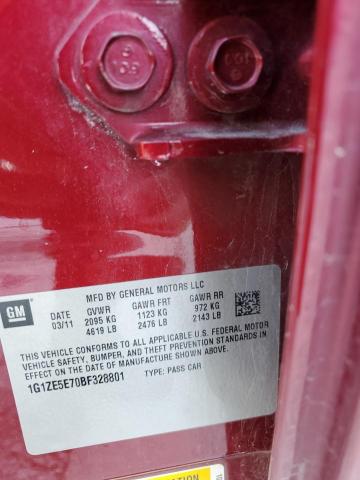 GM
MFD BY GENERAL MOTORS LLC
DATE GVWR GAWR FRT GAWR RR
03/11 2095 KG 1123 KG 972 KG
4619 LB 2476 LB 2143 LB
THIS VEHICLE CONFORMS TO ALL APPLICABLE U.S. FEDERAL MOTOR
VEHICLE SAFETY, BUMPER, AND THEFT PREVENTION STANDARDS IN
EFFECT ON THE DATE OF MANUFACTURE SHOWN ABOVE.
1G1ZE5E70BF328801 TYPE: PASS CAR